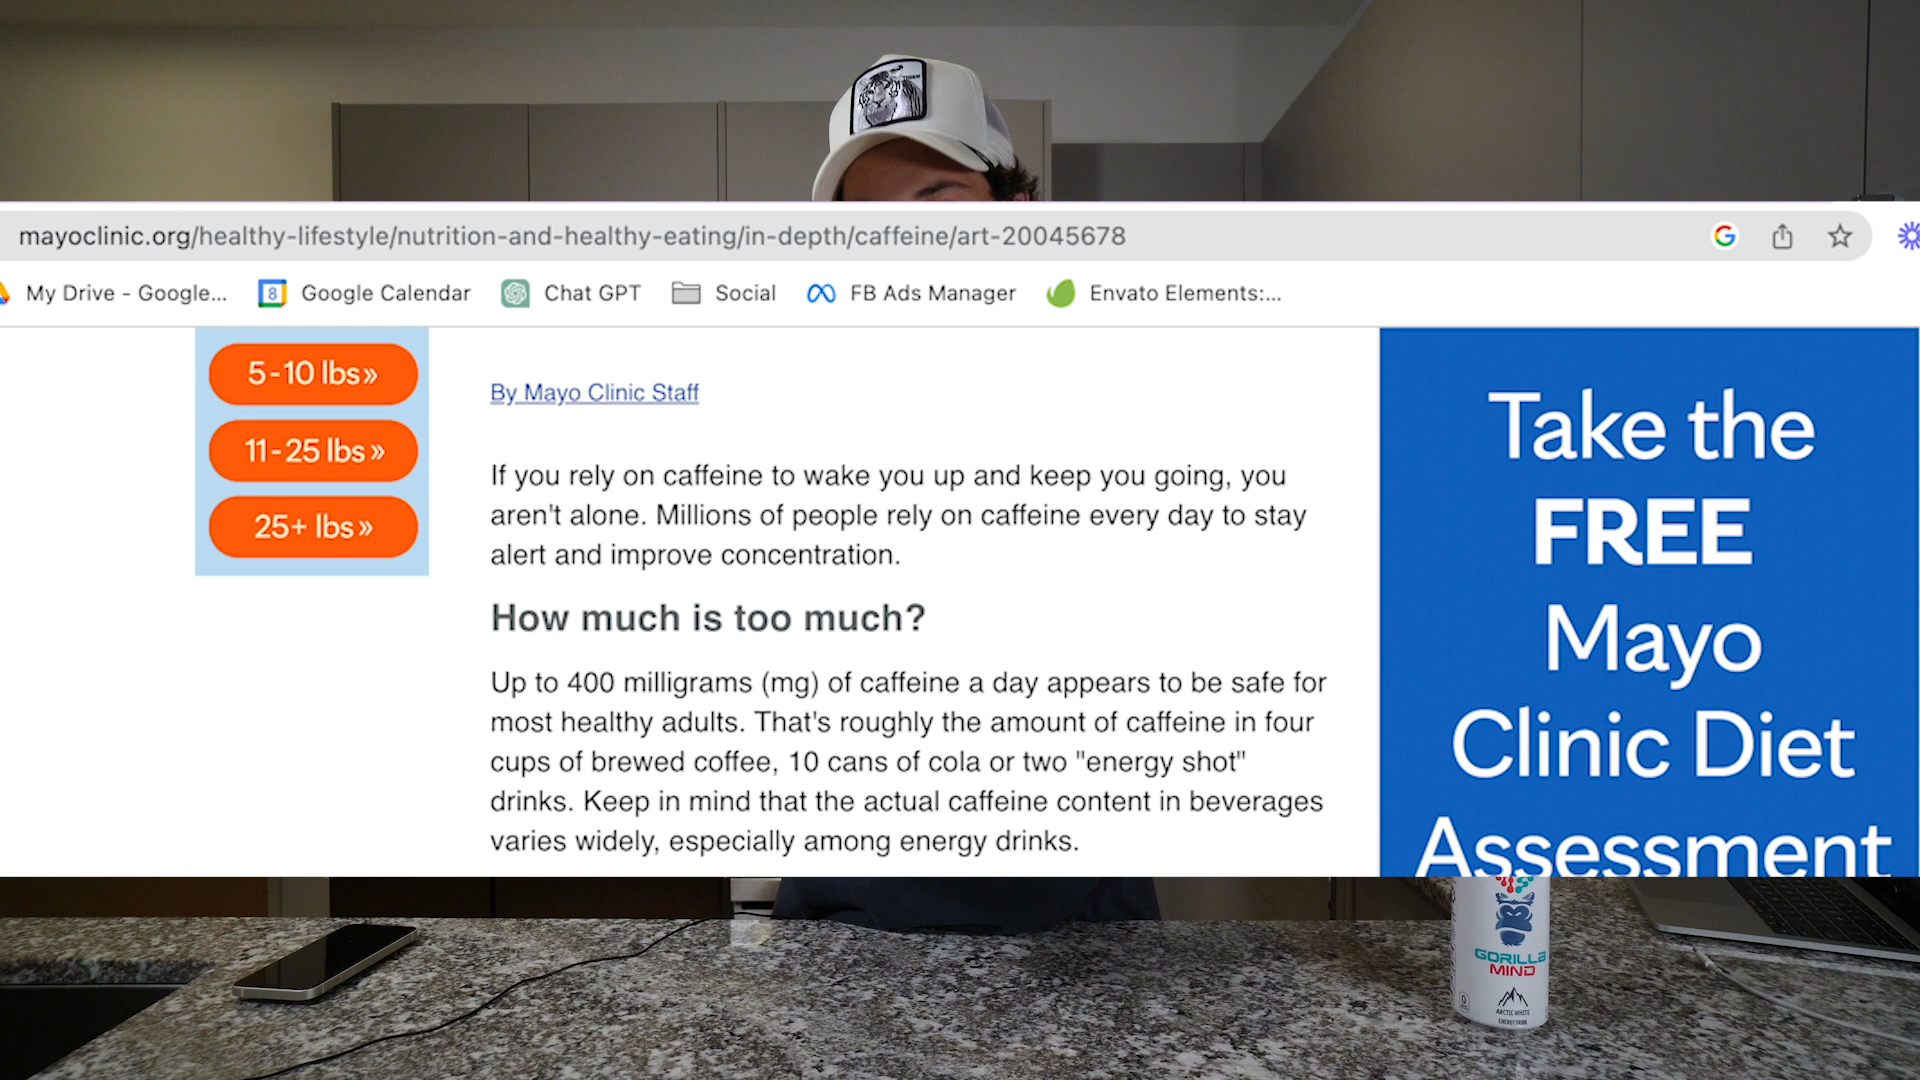 TIGER
mayoclinic.org/healthy-lifestyle/nutrition-and-healthy-eating/in-depth/caffeine/art-20045678
My Drive - Google...
8
Google Calendar
Chat GPT
Social
FB Ads Manager
Envato Elements:...
5-10 lbs»
11-25 lbs»
25+ lbs»
By Mayo Clinic Staff
If you rely on caffeine to wake you up and keep you going, you
aren't alone. Millions of people rely on caffeine every day to stay
alert and improve concentration.
How much is too much?
Up to 400 milligrams (mg) of caffeine a day appears to be safe for
most healthy adults. That's roughly the amount of caffeine in four
cups of brewed coffee, 10 cans of cola or two "energy shot"
drinks. Keep in mind that the actual caffeine content in beverages
varies widely, especially among energy drinks.
Take the
FREE
Mayo
Clinic Diet
Assessment
GORILLA
MIND
0
ARCTIC WHITE
ENERGY DRINK